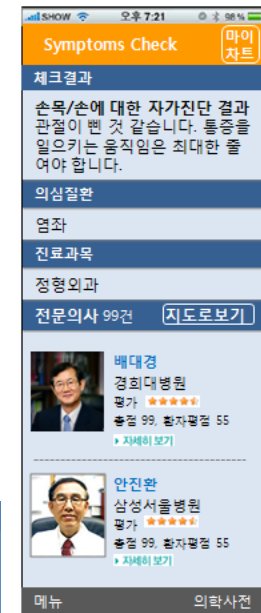 SHOW 오후 7:21 98%
Symptoms Check
마이
차트
체크결과
손목/손에 대한 자가진단 결과
관절이 삔 것 같습니다. 통증을
일으키는 움직임은 최대한 줄
여야 합니다.
의심질환
염좌
진료과목
정형외과
전문의사 99건 지도로보기
배대경
경희대병원
평가
총점 99, 환자평점 55
자세히 보기
안진환
삼성서울병원
평가
총점 99, 환자평점 55
자세히 보기
메뉴 의학사전